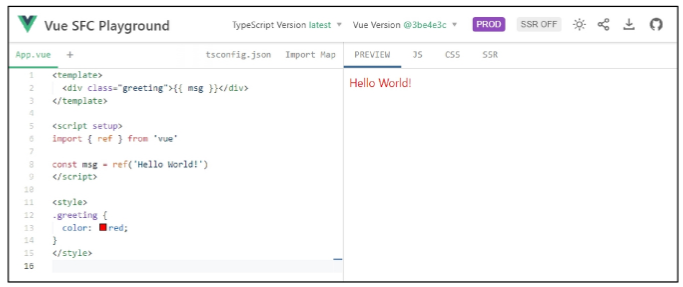 Vue SFC Playground
TypeScript Version latest
Vue Version @3be4e3c
PROD
SSR OFF
App.vue +
tsconfig.json
Import Map
PREVIEW
JS
CSS
SSR
1 <template>
2 <div class="greeting">{{ msg }}</div>
3 </template>
4
5 <script setup>
6 import { ref } from 'vue'
7
8 const msg = ref('Hello World!')
9 </script>
10
11 <style>
12 .greeting {
13 color: red;
14 }
15 </style>
16
Hello World!